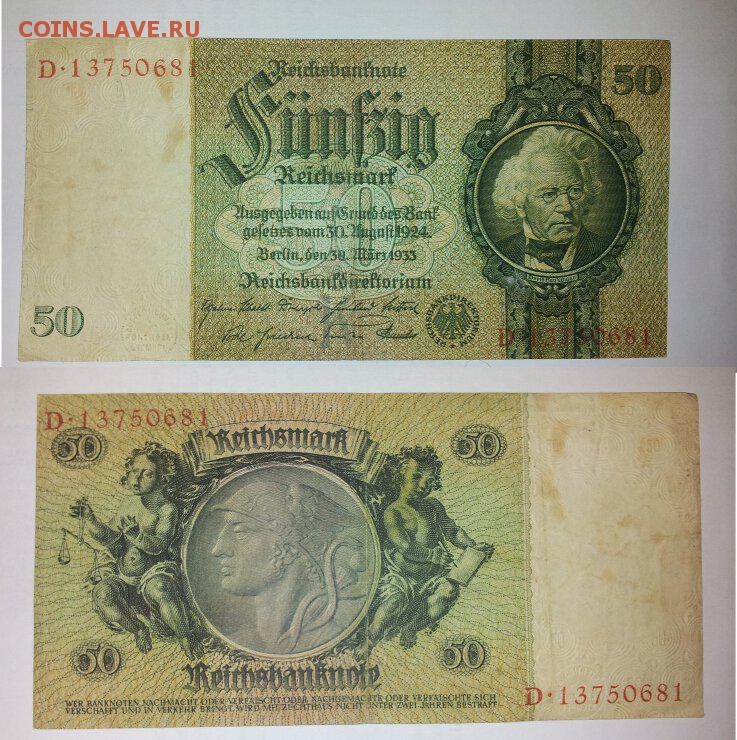 COINS.LAVE.RU
D·13750681
Reichsbanknote
50
Fünfzig
Reichsmark
Ausgegeben auf Grund des Bank
gesetzes vom 30. August 1924
Berlin, den 30. März 1933
Reichsbankdirektorium
50
D·13750681
D·13750681
50
Reichsmark
50
50
Reichsbanknote
50
WER BANKNOTEN NACHMACHT ODER VERFÄLSCHT ODER NACHGEMACHTE ODER VERFÄLSCHTE SICH
VERSCHAFFT UND IN VERKEHR BRINGT, WIRD MIT ZUCHTHAUS NICHT UNTER ZWEI JAHREN BESTRAFT
D·13750681